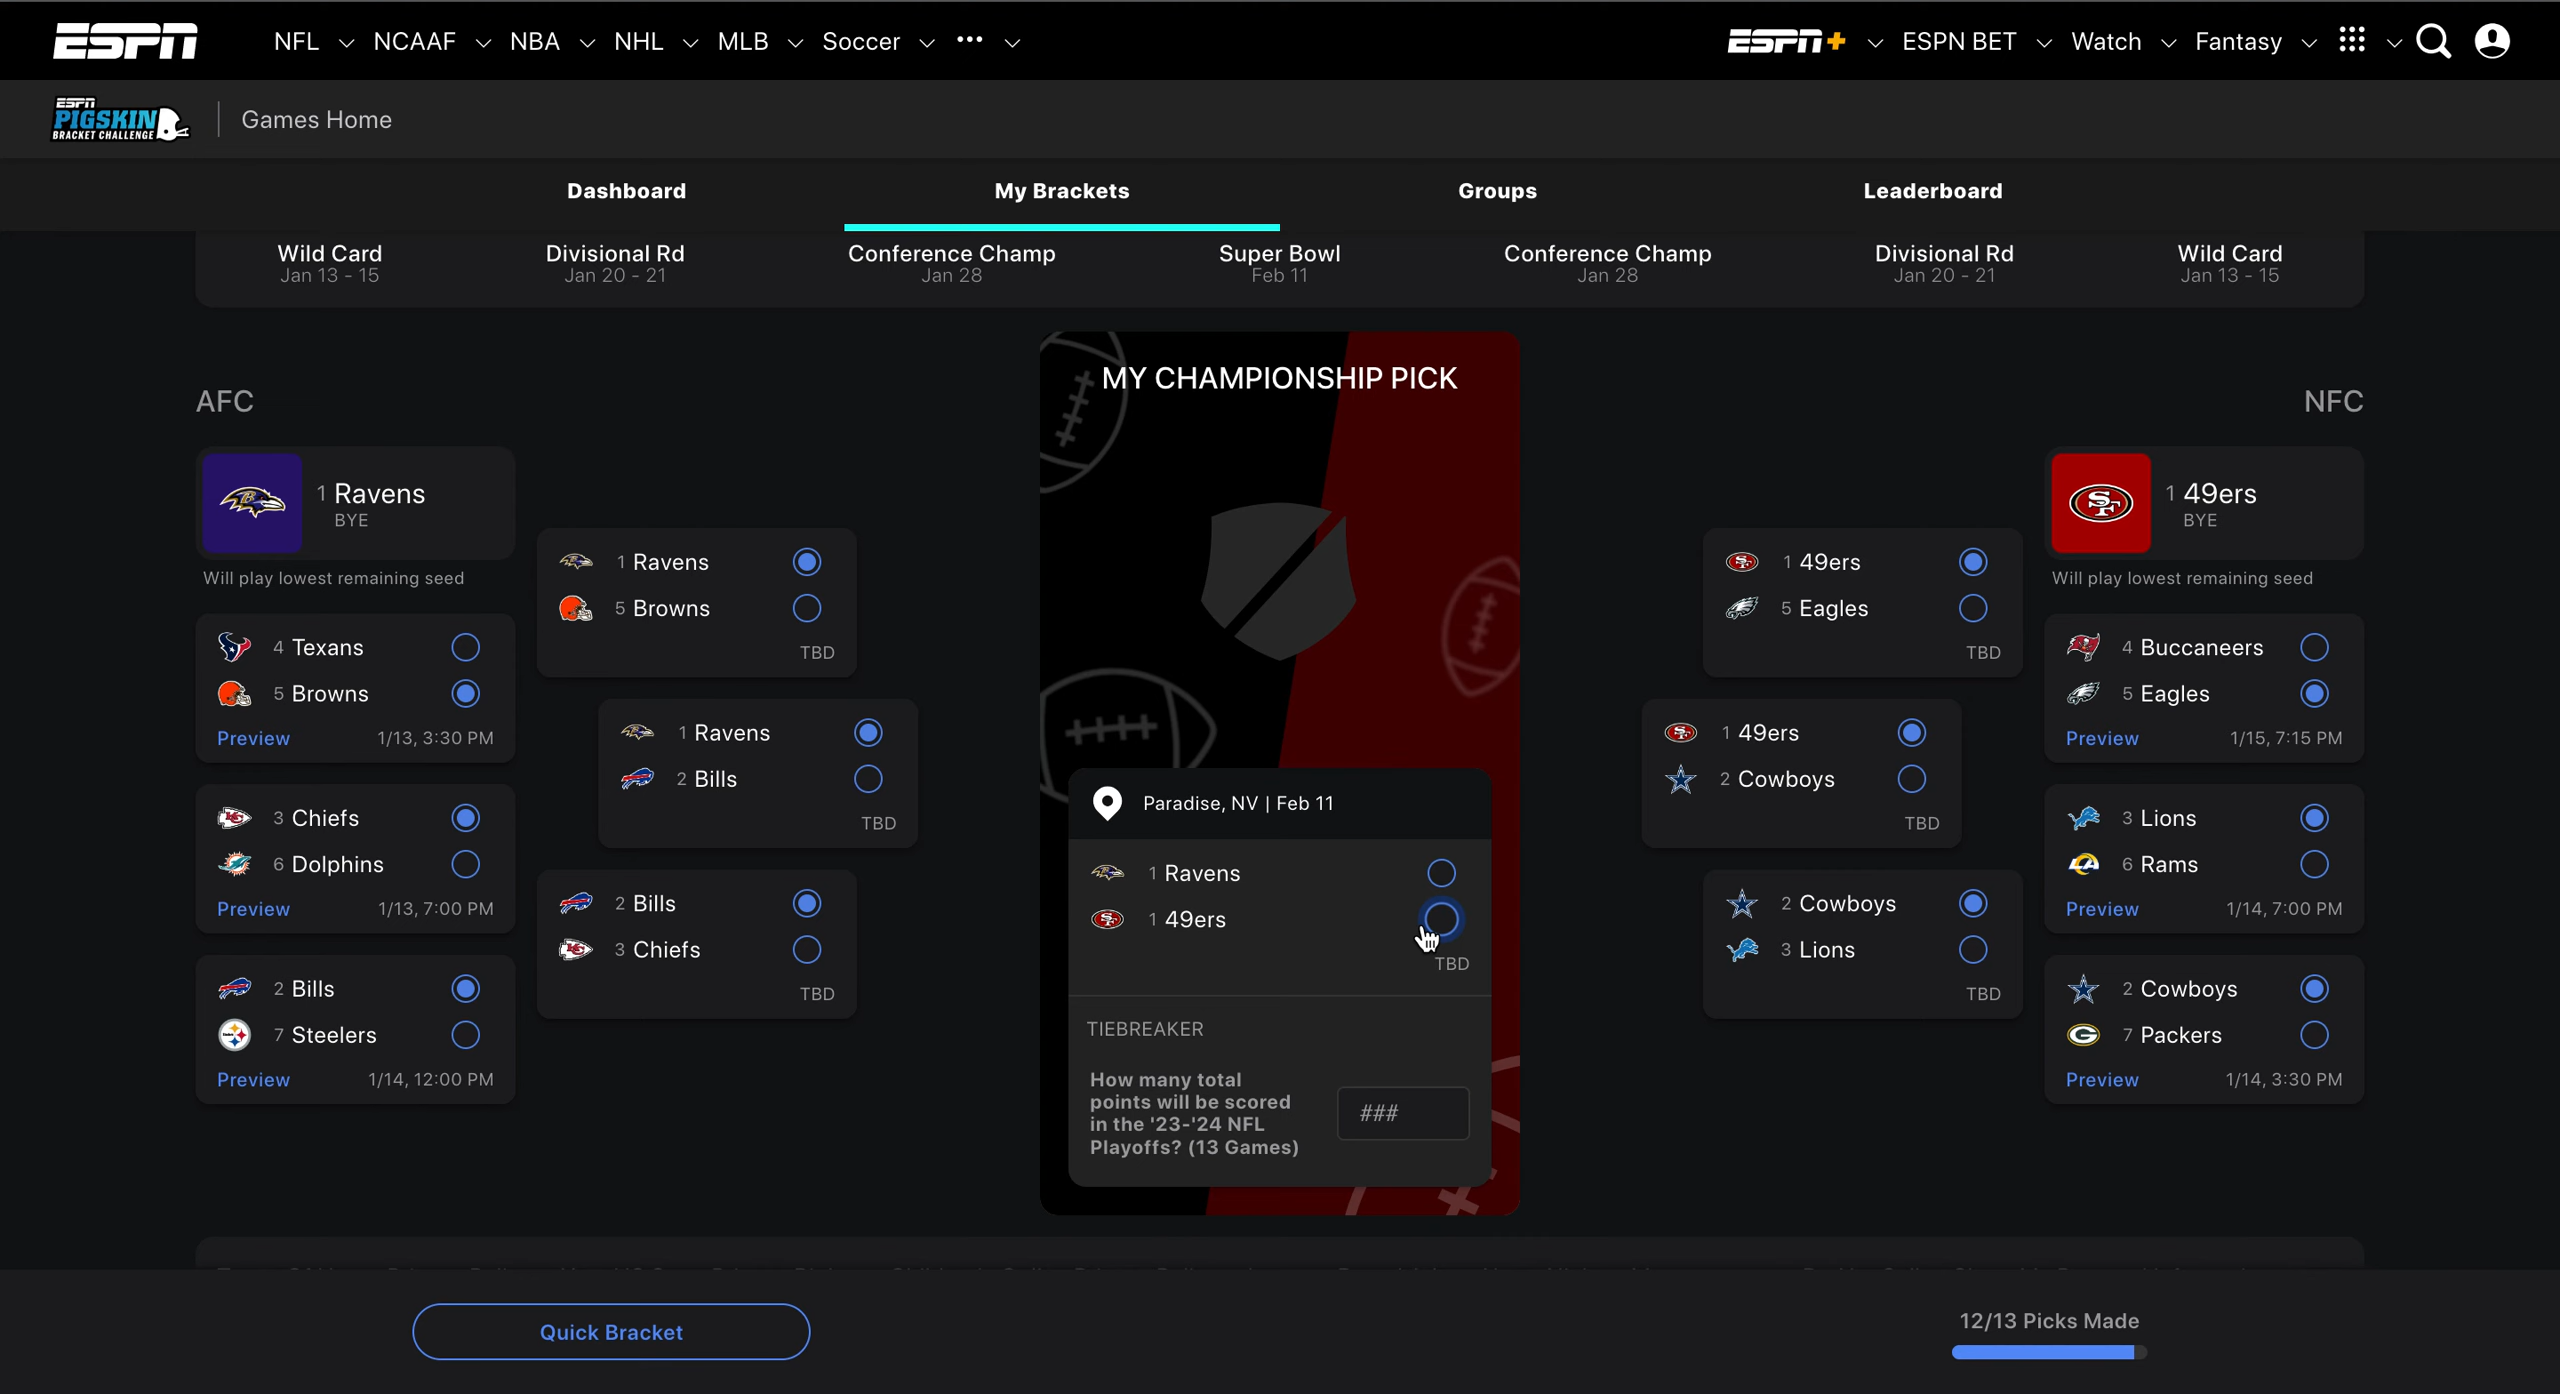 ESPN NFL NCAAF NBA NHL MLB Soccer ••• ESPN+ ESPN BET Watch Fantasy
ESPN
PIGSKIN
BRACKET CHALLENGE
Games Home
Dashboard My Brackets Groups Leaderboard
Wild Card Divisional Rd Conference Champ Super Bowl Conference Champ Divisional Rd Wild Card
Jan 13 - 15 Jan 20 - 21 Jan 28 Feb 11 Jan 28 Jan 20 - 21 Jan 13 - 15
AFC
1 Ravens
BYE
Will play lowest remaining seed
4 Texans
5 Browns
Preview 1/13, 3:30 PM
3 Chiefs
6 Dolphins
Preview 1/13, 7:00 PM
2 Bills
7 Steelers
Preview 1/14, 12:00 PM
1 Ravens
5 Browns
TBD
1 Ravens
2 Bills
TBD
2 Bills
3 Chiefs
TBD
MY CHAMPIONSHIP PICK
Paradise, NV | Feb 11
1 Ravens
1 49ers
TBD
TIEBREAKER
How many total
points will be scored
in the '23-'24 NFL
Playoffs? (13 Games)
###
1 49ers
5 Eagles
TBD
1 49ers
2 Cowboys
TBD
2 Cowboys
3 Lions
TBD
NFC
1 49ers
BYE
Will play lowest remaining seed
4 Buccaneers
5 Eagles
Preview 1/15, 7:15 PM
3 Lions
6 Rams
Preview 1/14, 7:00 PM
2 Cowboys
7 Packers
Preview 1/14, 3:30 PM
Quick Bracket
12/13 Picks Made